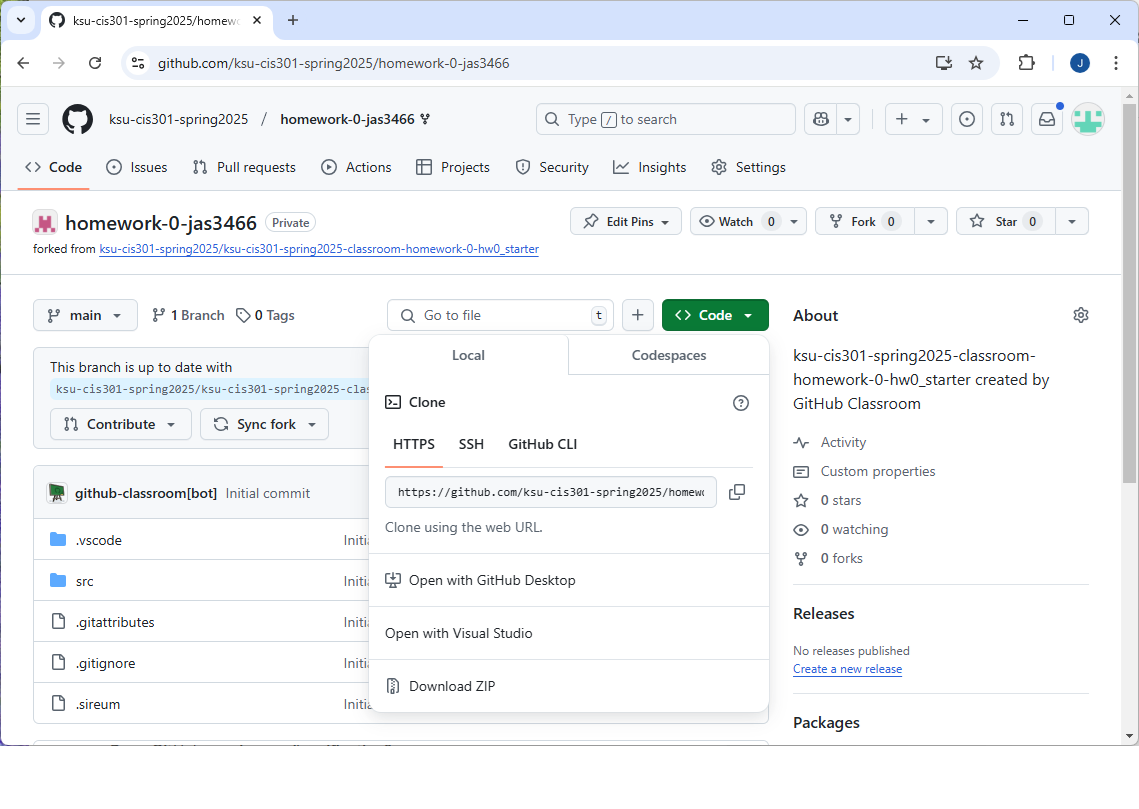 ksu-cis301-spring2025/homewo
github.com/ksu-cis301-spring2025/homework-0-jas3466
J
ksu-cis301-spring2025 / homework-0-jas3466
Type / to search
Code Issues Pull requests Actions Projects Security Insights Settings
homework-0-jas3466 Private
Edit Pins Watch 0 Fork 0 Star 0
forked from ksu-cis301-spring2025/ksu-cis301-spring2025-classroom-homework-0-hw0_starter
main 1 Branch 0 Tags
Go to file t
Code
Local Codespaces
Clone
HTTPS SSH GitHub CLI
https://github.com/ksu-cis301-spring2025/homewo
Clone using the web URL.
Open with GitHub Desktop
Open with Visual Studio
Download ZIP
This branch is up to date with
ksu-cis301-spring2025/ksu-cis301-spring2025-clas
Contribute Sync fork
github-classroom[bot] Initial commit
.vscode Initia
src Initia
.gitattributes Initia
.gitignore Initia
.sireum Initia
About
ksu-cis301-spring2025-classroom-
homework-0-hw0_starter created by
GitHub Classroom
Activity
Custom properties
0 stars
0 watching
0 forks
Releases
No releases published
Create a new release
Packages